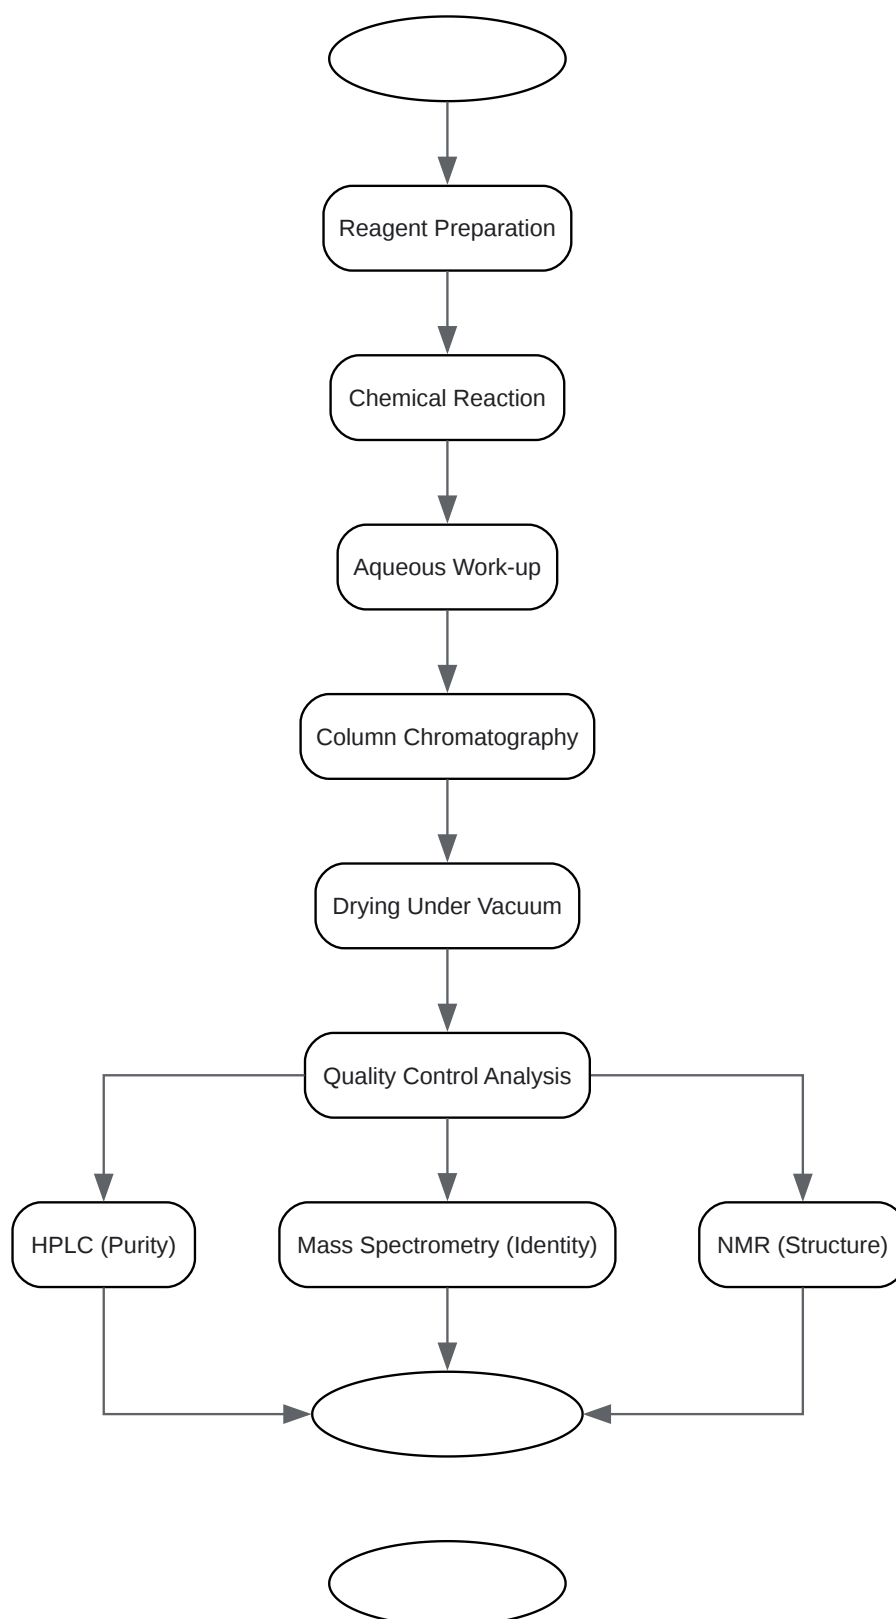 Reagent Preparation
Chemical Reaction
Aqueous Work-up
Column Chromatography
Drying Under Vacuum
Quality Control Analysis
HPLC (Purity)
Mass Spectrometry (Identity)
NMR (Structure)